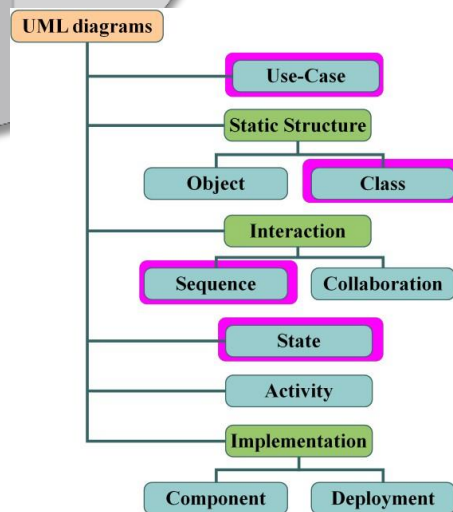 UML diagrams
Use-Case
Static Structure
Object
Class
Interaction
Sequence
Collaboration
State
Activity
Implementation
Component
Deployment